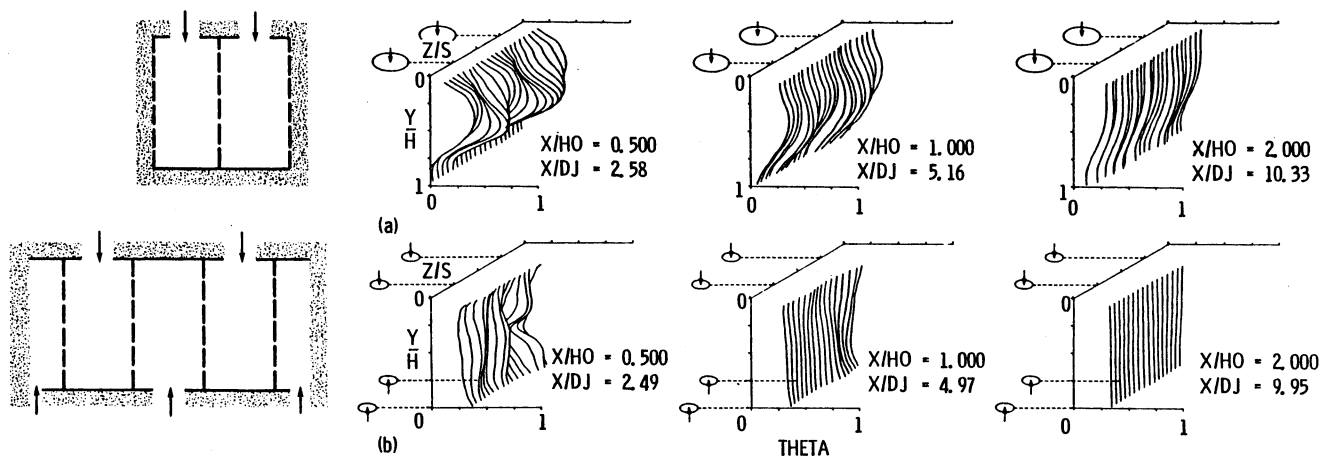 Z/S
0
Y
H
1
0
1
X/HO = 0.500
X/DJ = 2.58
0
1
0
1
X/HO = 1.000
X/DJ = 5.16
0
1
0
1
X/HO = 2.000
X/DJ = 10.33
(a)
Z/S
0
Y
H
0
1
X/HO = 0.500
X/DJ = 2.49
0
0
1
X/HO = 1.000
X/DJ = 4.97
0
0
1
X/HO = 2.000
X/DJ = 9.95
(b)
THETA